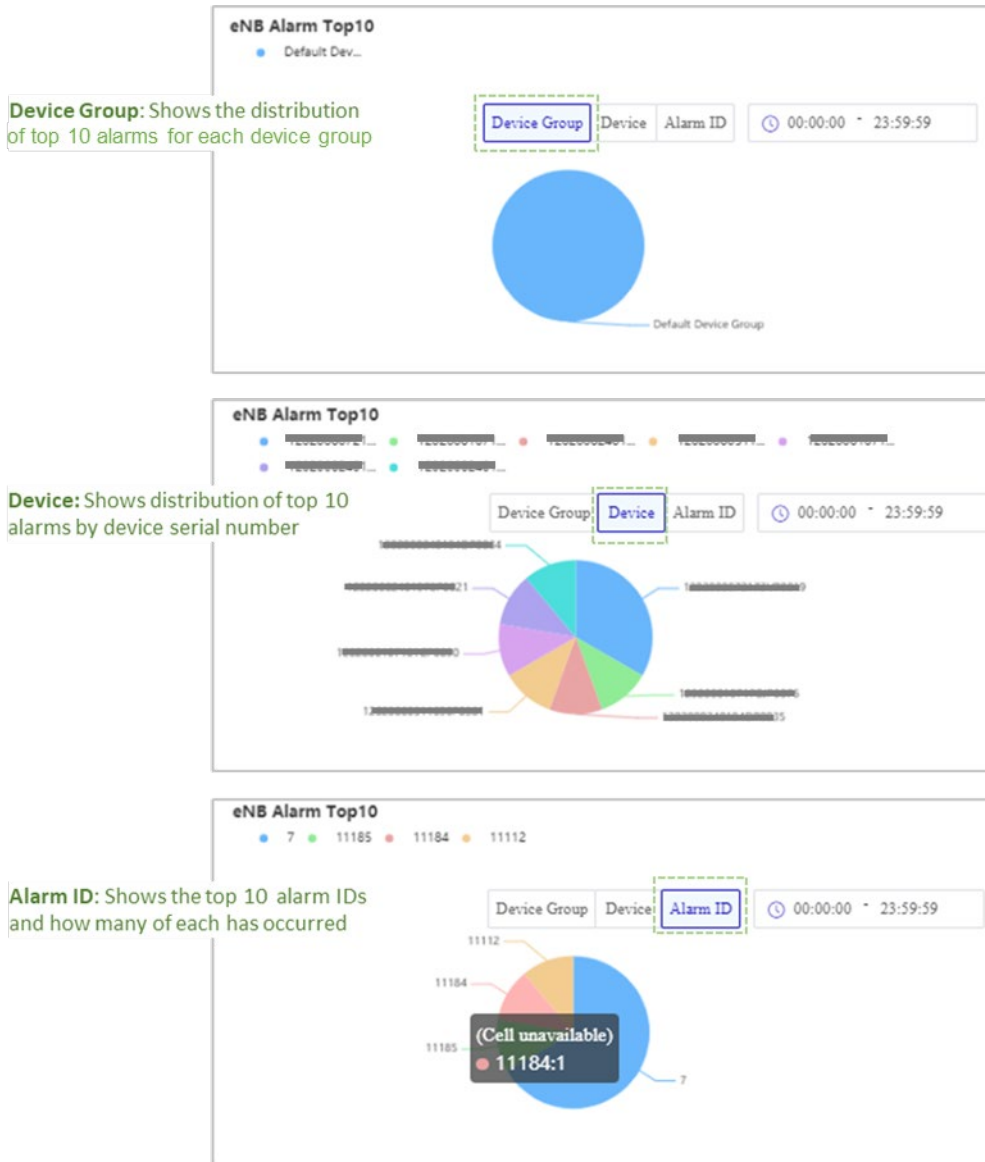 eNB Alarm Top10
Default Dev...
Device Group: Shows the distribution
of top 10 alarms for each device group
Device Group Device Alarm ID 00:00:00 - 23:59:59
Default Device Group
eNB Alarm Top10
Device: Shows distribution of top 10
alarms by device serial number
Device Group Device Alarm ID 00:00:00 - 23:59:59
eNB Alarm Top10
7 11185 11184 11112
Alarm ID: Shows the top 10 alarm IDs
and how many of each has occurred
Device Group Device Alarm ID 00:00:00 - 23:59:59
11112
11184
(Cell unavailable)
11185
11184:1
7